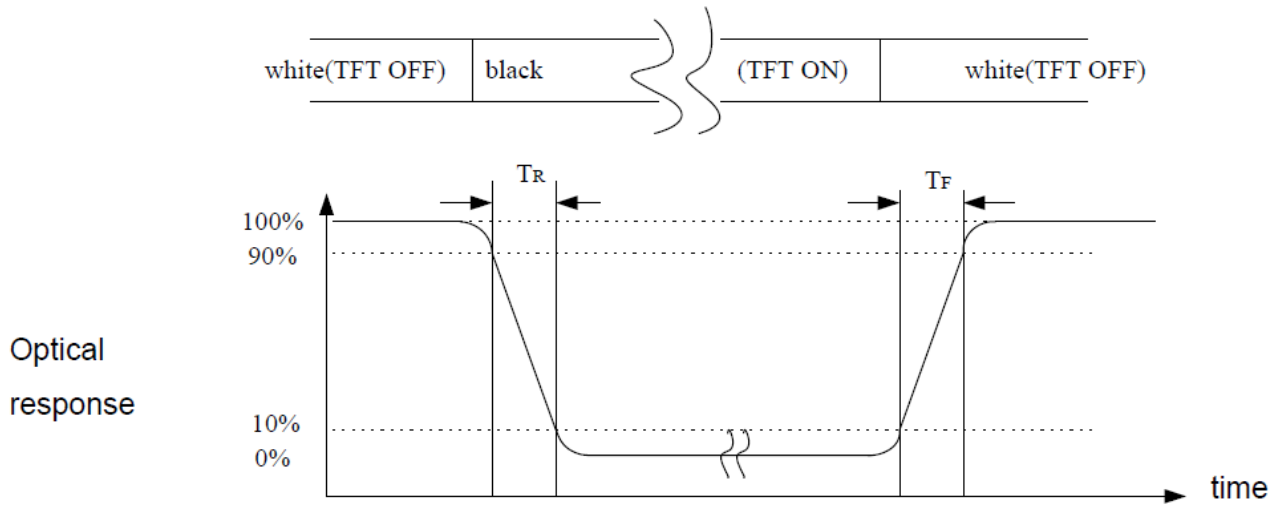 white(TFT OFF) black (TFT ON) white(TFT OFF)
TR TF
100%
90%
Optical
response
10%
0%
time